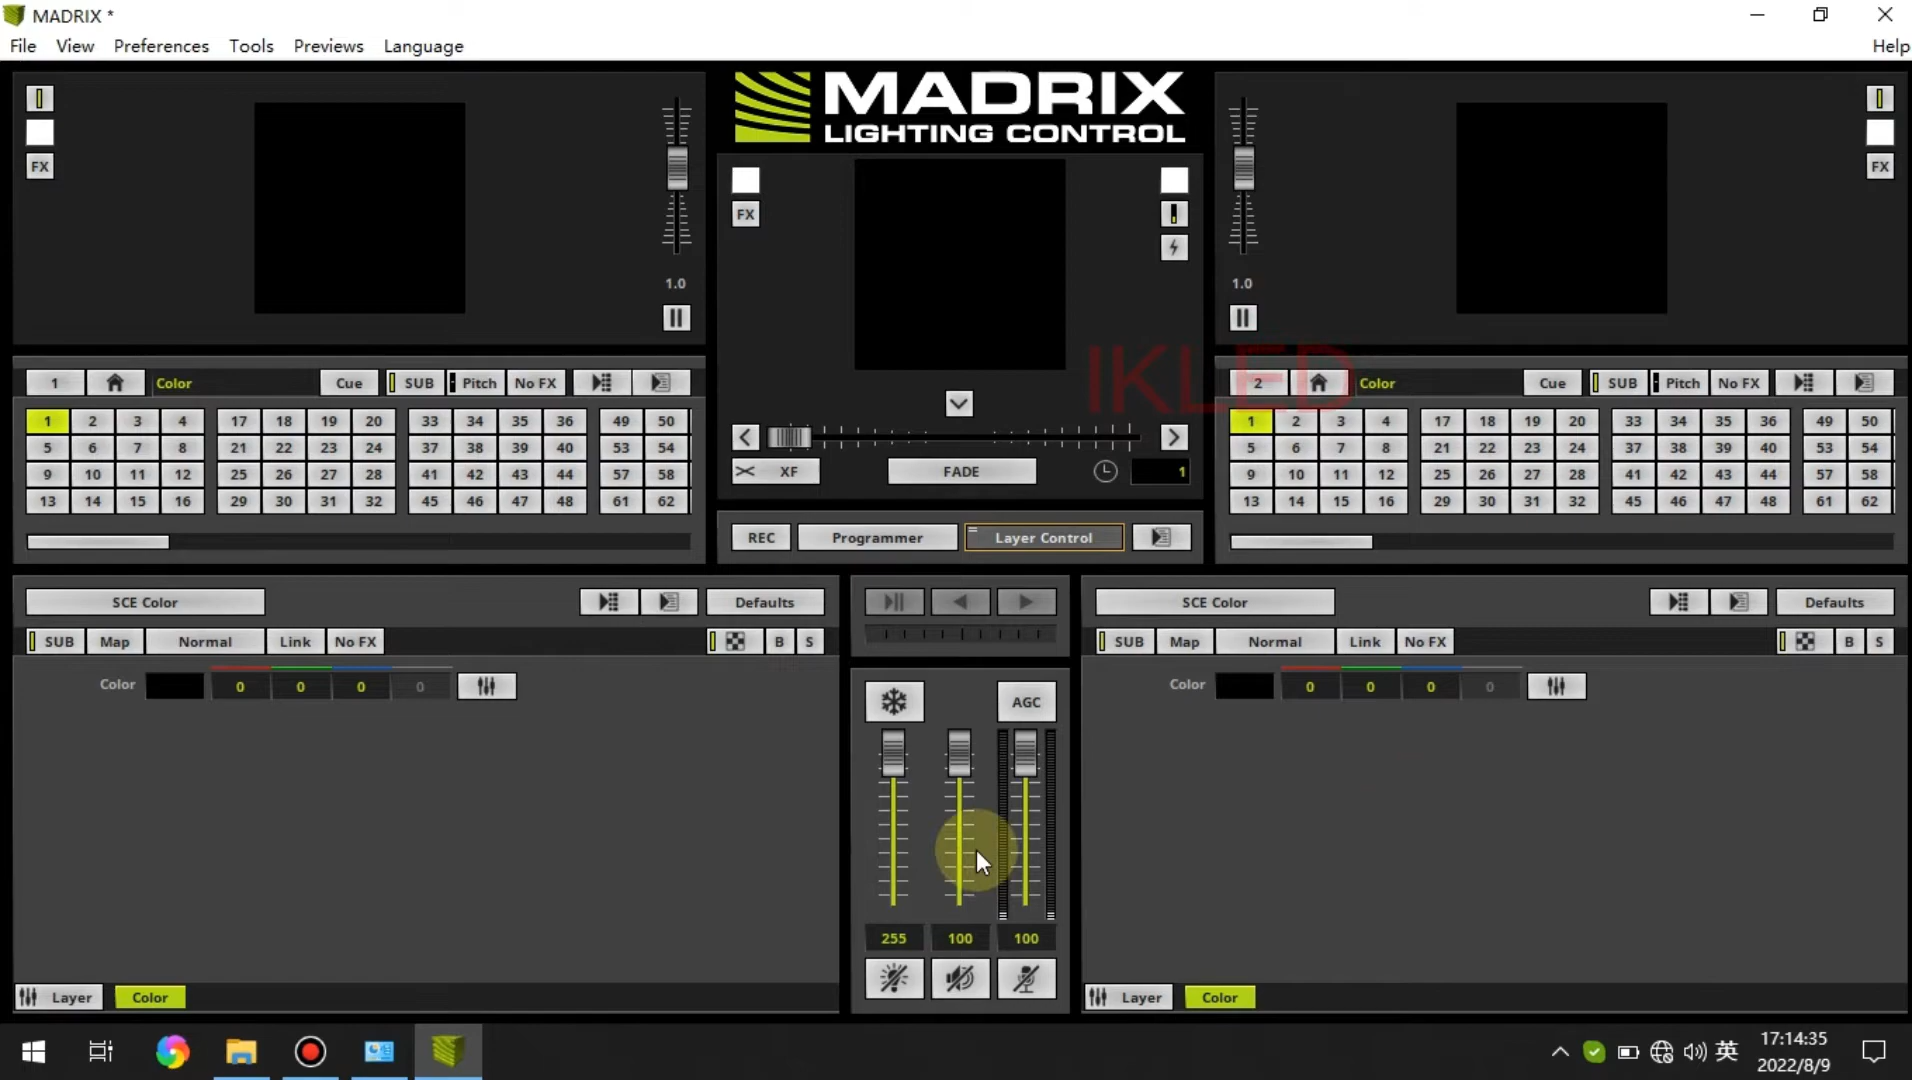 MADRIX *
File View Preferences Tools Previews Language Help
MADRIX
LIGHTING CONTROL
FX
FX
FX
1.0
1.0
IKLED
1 Color Cue SUB Pitch No FX
1 2 3 4 17 18 19 20 33 34 35 36 49 50
5 6 7 8 21 22 23 24 37 38 39 40 53 54
9 10 11 12 25 26 27 28 41 42 43 44 57 58
13 14 15 16 29 30 31 32 45 46 47 48 61 62
XF FADE 1
REC Programmer Layer Control
2 Color Cue SUB Pitch No FX
1 2 3 4 17 18 19 20 33 34 35 36 49 50
5 6 7 8 21 22 23 24 37 38 39 40 53 54
9 10 11 12 25 26 27 28 41 42 43 44 57 58
13 14 15 16 29 30 31 32 45 46 47 48 61 62
SCE Color Defaults
SUB Map Normal Link No FX B S
Color 0 0 0 0
Layer Color
AGC
255 100 100
SCE Color Defaults
SUB Map Normal Link No FX B S
Color 0 0 0 0
Layer Color
英
17:14:35
2022/8/9